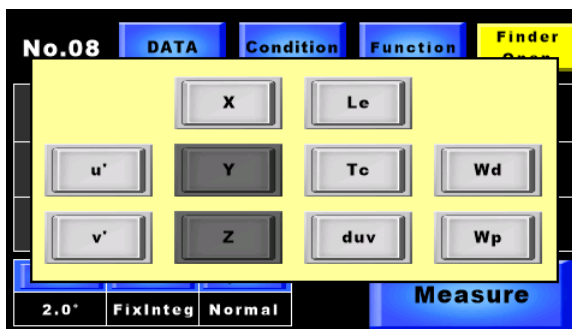 No.08 DATA Condition Function Finder
X Le
u' Y Tc Wd
v' Z duv Wp
Measure
2.0° FixInteg Normal